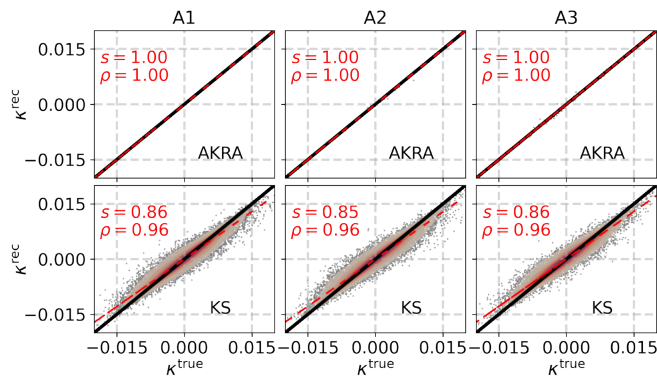 A1 A2 A3
0.015
0.000
−0.015
κ^rec
s = 1.00
ρ = 1.00
AKRA
s = 1.00
ρ = 1.00
AKRA
s = 1.00
ρ = 1.00
AKRA
0.015
0.000
−0.015
κ^rec
s = 0.86
ρ = 0.96
KS
s = 0.85
ρ = 0.96
KS
s = 0.86
ρ = 0.96
KS
−0.015 0.000 0.015 −0.015 0.000 0.015 −0.015 0.000 0.015
κ^true κ^true κ^true